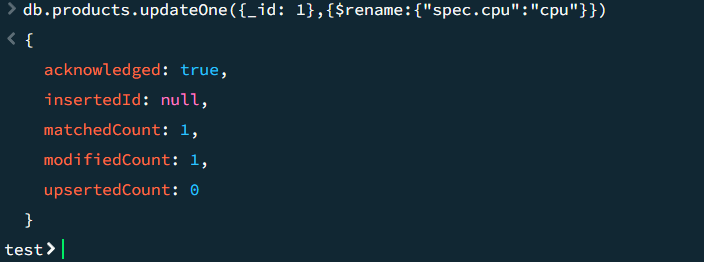 > db.products.updateOne({_id: 1},{$rename:{"spec.cpu":"cpu"}})
< {
acknowledged: true,
insertedId: null,
matchedCount: 1,
modifiedCount: 1,
upsertedCount: 0
}
test>